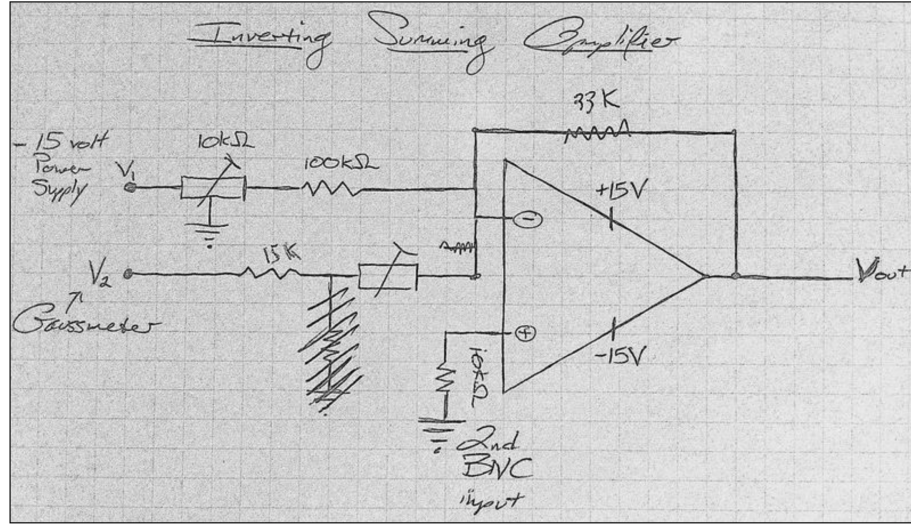 Inverting Summing Amplifier
33K
-15 volt
Power
Supply
V1
10kΩ
100kΩ
+15V
-
15K
V2
Vout
Gaussmeter
+
-15V
10kΩ
2nd
BNC
input